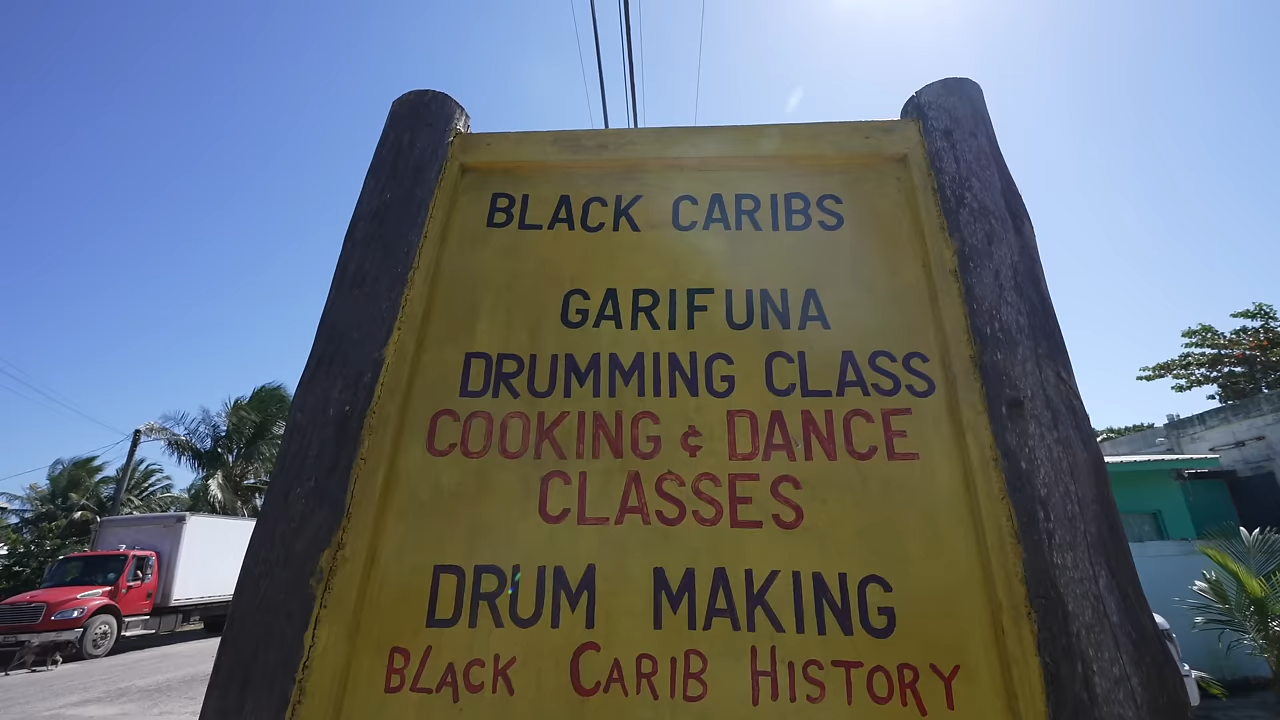 BLACK CARIBS
GARIFUNA
DRUMMING CLASS
COOKING & DANCE
CLASSES
DRUM MAKING
BLACK CARIB HISTORY